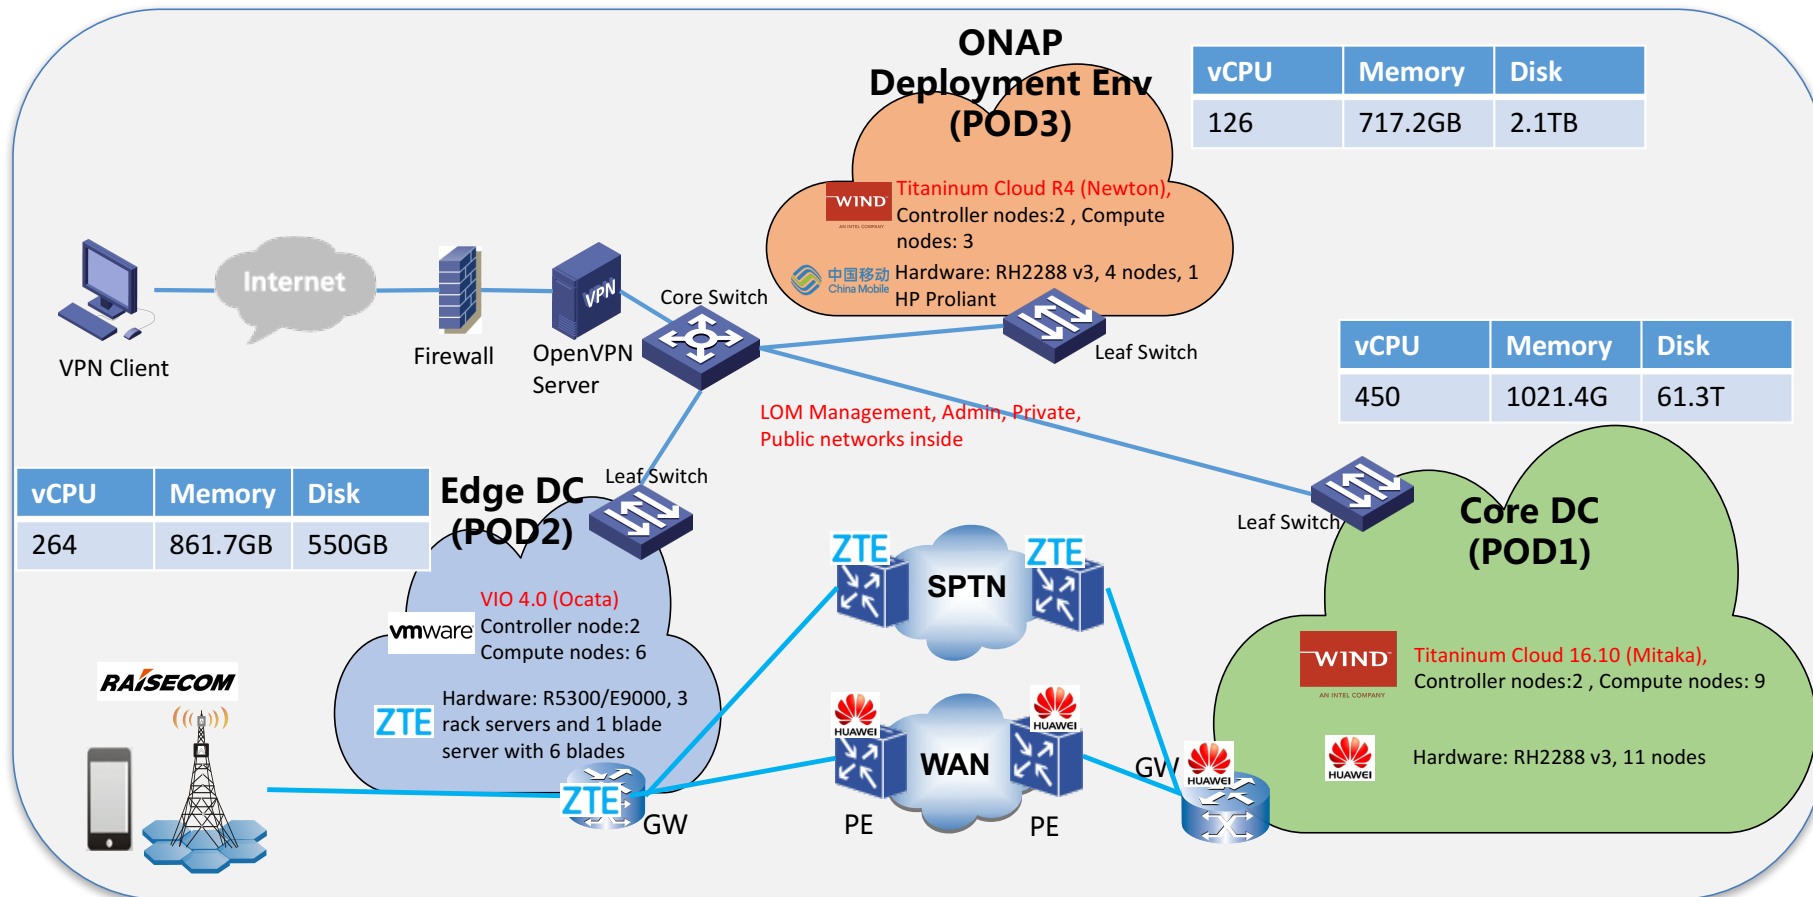 ONAP
Deployment Env
(POD3)
vCPU Memory Disk
126 717.2GB 2.1TB
WIND
AN INTEL COMPANY
Titaninum Cloud R4 (Newton),
Controller nodes:2 , Compute
nodes: 3
中国移动
China Mobile
Hardware: RH2288 v3, 4 nodes, 1
HP Proliant
Internet
VPN
Core Switch
VPN Client
Firewall
OpenVPN
Server
Leaf Switch
vCPU Memory Disk
450 1021.4G 61.3T
LOM Management, Admin, Private,
Public networks inside
vCPU Memory Disk
264 861.7GB 550GB
Edge DC
(POD2)
Leaf Switch
Leaf Switch
Core DC
(POD1)
vmware
VIO 4.0 (Ocata)
Controller node:2
Compute nodes: 6
ZTE
Hardware: R5300/E9000, 3
rack servers and 1 blade
server with 6 blades
ZTE
SPTN
ZTE
WIND
AN INTEL COMPANY
Titaninum Cloud 16.10 (Mitaka),
Controller nodes:2 , Compute nodes: 9
HUAWEI
Hardware: RH2288 v3, 11 nodes
RAISECOM
ZTE
GW
HUAWEI
WAN
HUAWEI
PE
PE
GW
HUAWEI